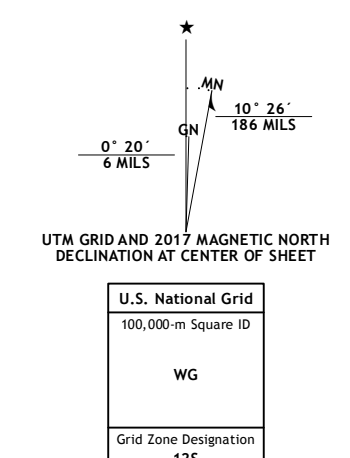 ★
MN
10° 26´
186 MILS
GN
0° 20´
6 MILS
UTM GRID AND 2017 MAGNETIC NORTH
DECLINATION AT CENTER OF SHEET
U.S. National Grid
100,000-m Square ID
WG
Grid Zone Designation